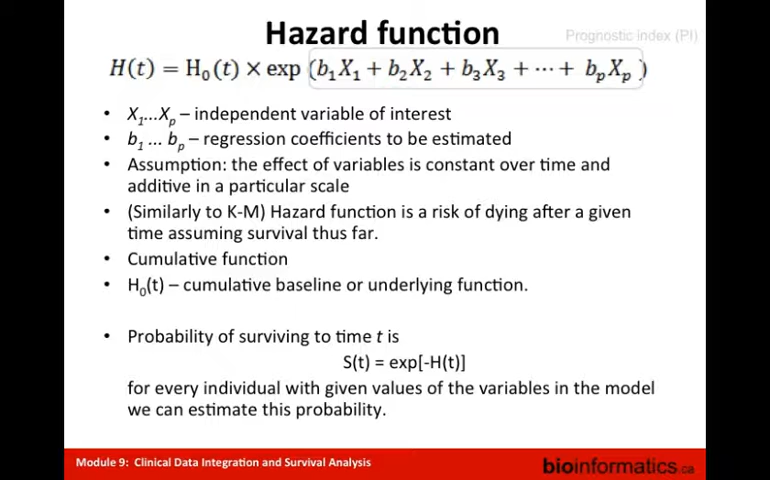 Hazard function
Prognostic index (PI)
H(t) = H₀(t) × exp (b₁X₁ + b₂X₂ + b₃X₃ + ⋯ + bₚXₚ )
• X₁...Xₚ – independent variable of interest
• b₁ ... bₚ – regression coefficients to be estimated
• Assumption: the effect of variables is constant over time and
additive in a particular scale
• (Similarly to K-M) Hazard function is a risk of dying after a given
time assuming survival thus far.
• Cumulative function
• H₀(t) – cumulative baseline or underlying function.
• Probability of surviving to time t is
S(t) = exp[-H(t)]
for every individual with given values of the variables in the model
we can estimate this probability.
Module 9: Clinical Data Integration and Survival Analysis
bioinformatics.ca